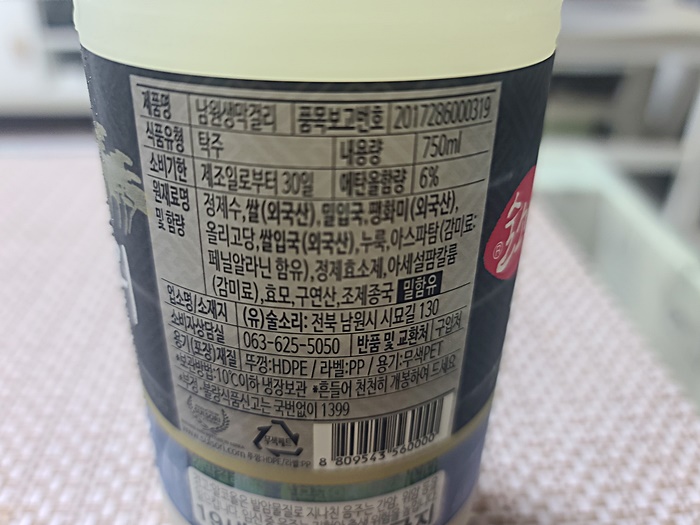 제품명 남원생막걸리 품목보고번호 2017286000319
식품유형 탁주 내용량 750ml
소비기한 제조일로부터 30일 에탄올함량 6%
원재료명 및 함량 정제수,쌀(외국산),밀입국,팽화미(외국산),
올리고당,쌀입국(외국산),누룩,아스파탐(감미료:
페닐알라닌 함유),정제효소제,아세설팜칼륨
(감미료),효모,구연산,조제종국 밀함유
업소명/소재지 (유)술소리: 전북 남원시 시묘길 130
소비자상담실 063-625-5050 반품 및 교환처 구입처
용기(포장)재질 뚜껑:HDPE / 라벨:PP / 용기:무색PET
*보관방법:10℃이하 냉장보관 *흔들어 천천히 개봉하여 드세요
*부정·불량식품신고는 국번없이 1399
무색페트
뚜껑:HDPE/라벨:PP
8 809543 560000